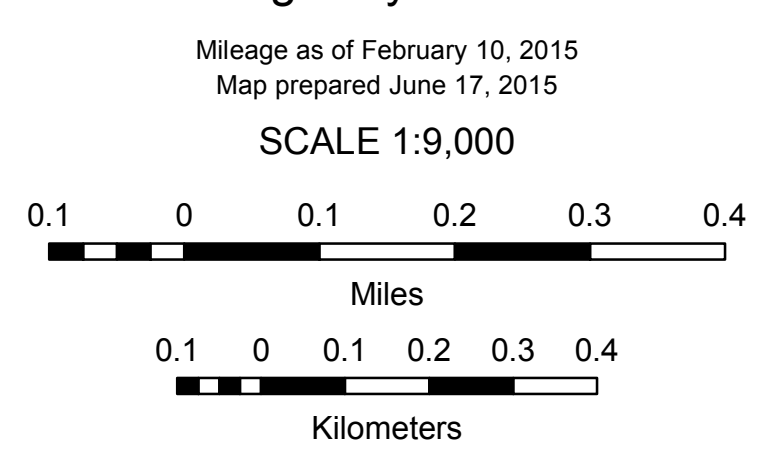 Mileage as of February 10, 2015
Map prepared June 17, 2015
SCALE 1:9,000
0.1 0 0.1 0.2 0.3 0.4
Miles
0.1 0 0.1 0.2 0.3 0.4
Kilometers